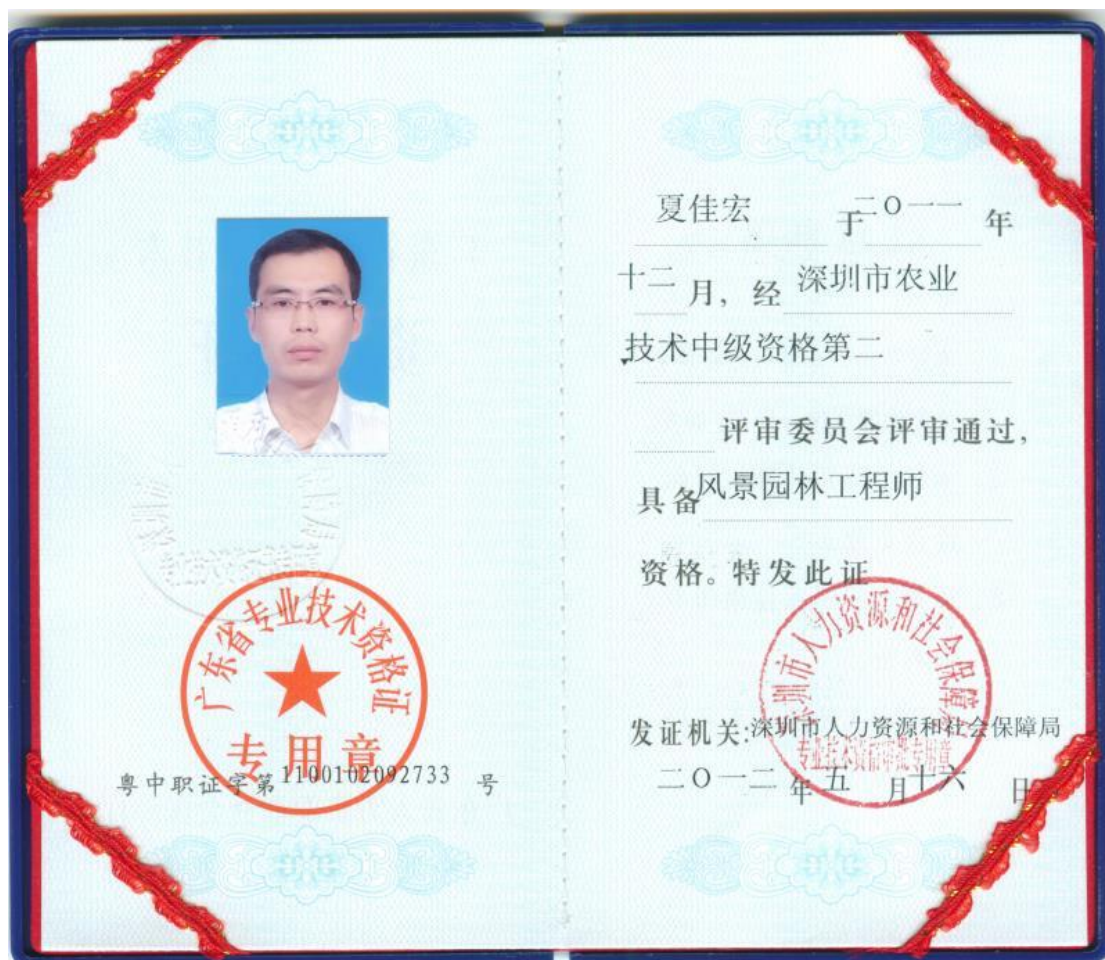 广东省专业技术资格证
专用章
粤中职证字第1100102092733 号
夏佳宏 于二〇一一年
十二月，经 深圳市农业
技术中级资格第二
评审委员会评审通过，
具备风景园林工程师
资格。特发此证
深圳市人力资源和社会保障局
发证机关:深圳市人力资源和社会保障局
二〇一二年五月十六日